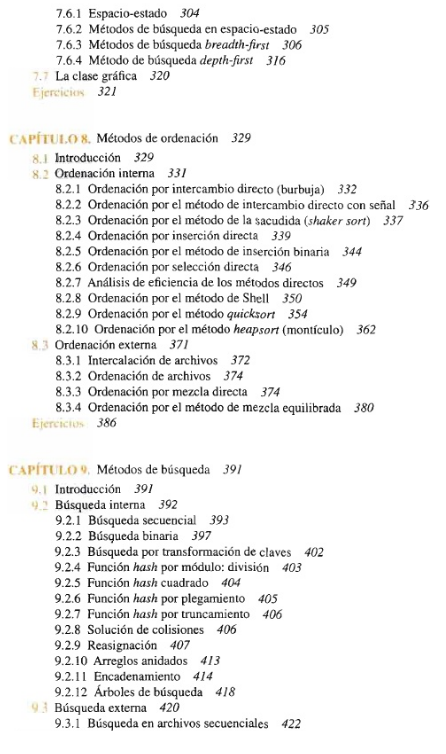 7.6.1 Espacio-estado 304
7.6.2 Métodos de búsqueda en espacio-estado 305
7.6.3 Métodos de búsqueda breadth-first 306
7.6.4 Método de búsqueda depth-first 316
7.7 La clase gráfica 320
Ejercicios 321
CAPÍTULO 8. Métodos de ordenación 329
8.1 Introducción 329
8.2 Ordenación interna 331
8.2.1 Ordenación por intercambio directo (burbuja) 332
8.2.2 Ordenación por el método de intercambio directo con señal 336
8.2.3 Ordenación por el método de la sacudida (shaker sort) 337
8.2.4 Ordenación por inserción directa 339
8.2.5 Ordenación por el método de inserción binaria 344
8.2.6 Ordenación por selección directa 346
8.2.7 Análisis de eficiencia de los métodos directos 349
8.2.8 Ordenación por el método de Shell 350
8.2.9 Ordenación por el método quicksort 354
8.2.10 Ordenación por el método heapsort (montículo) 362
8.3 Ordenación externa 371
8.3.1 Intercalación de archivos 372
8.3.2 Ordenación de archivos 374
8.3.3 Ordenación por mezcla directa 374
8.3.4 Ordenación por el método de mezcla equilibrada 380
Ejercicios 386
CAPÍTULO 9. Métodos de búsqueda 391
9.1 Introducción 391
9.2 Búsqueda interna 392
9.2.1 Búsqueda secuencial 393
9.2.2 Búsqueda binaria 397
9.2.3 Búsqueda por transformación de claves 402
9.2.4 Función hash por módulo: división 403
9.2.5 Función hash cuadrado 404
9.2.6 Función hash por plegamiento 405
9.2.7 Función hash por truncamiento 406
9.2.8 Solución de colisiones 406
9.2.9 Reasignación 407
9.2.10 Arreglos anidados 413
9.2.11 Encadenamiento 414
9.2.12 Árboles de búsqueda 418
9.3 Búsqueda externa 420
9.3.1 Búsqueda en archivos secuenciales 422